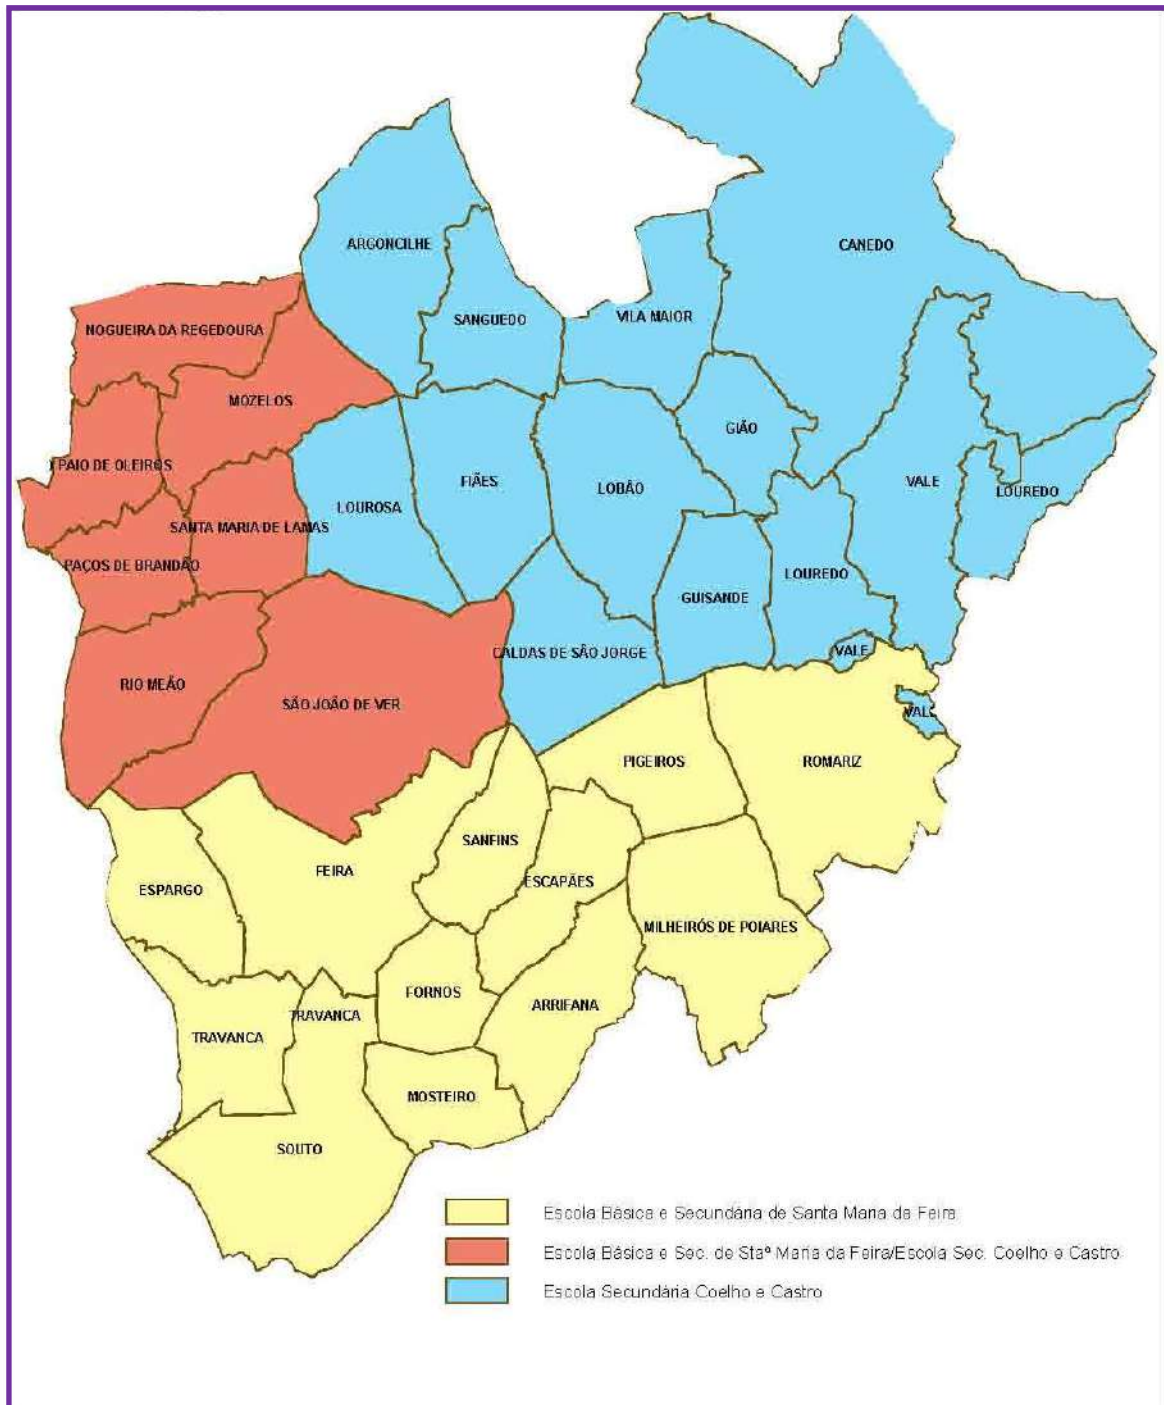 ARGONCILHE
CANEDO
SANGUEDO
VILA MAIOR
NOGUEIRA DA REGEDOURA
MOZELOS
GIÃO
PAIO DE OLEIROS
FIÃES
LOBÃO
VALE
LOUREDO
LOUROSA
SANTA MARIA DE LAMAS
PAÇOS DE BRANDÃO
LOUREDO
GUISANDE
CALDAS DE SÃO JORGE
VALE
RIO MEÃO
SÃO JOÃO DE VER
VAL
PIGEIROS
ROMARIZ
SANFINS
FEIRA
ESCAPÃES
ESPARGO
MILHEIRÓS DE POIARES
FORNOS
ARRIFANA
TRAVANCA
TRAVANCA
MOSTEIRO
SOUTO
Escola Básica e Secundária de Santa Maria da Feira
Escola Básica e Sec. de Staª Maria da Feira/Escola Sec. Coelho e Castro
Escola Secundária Coelho e Castro